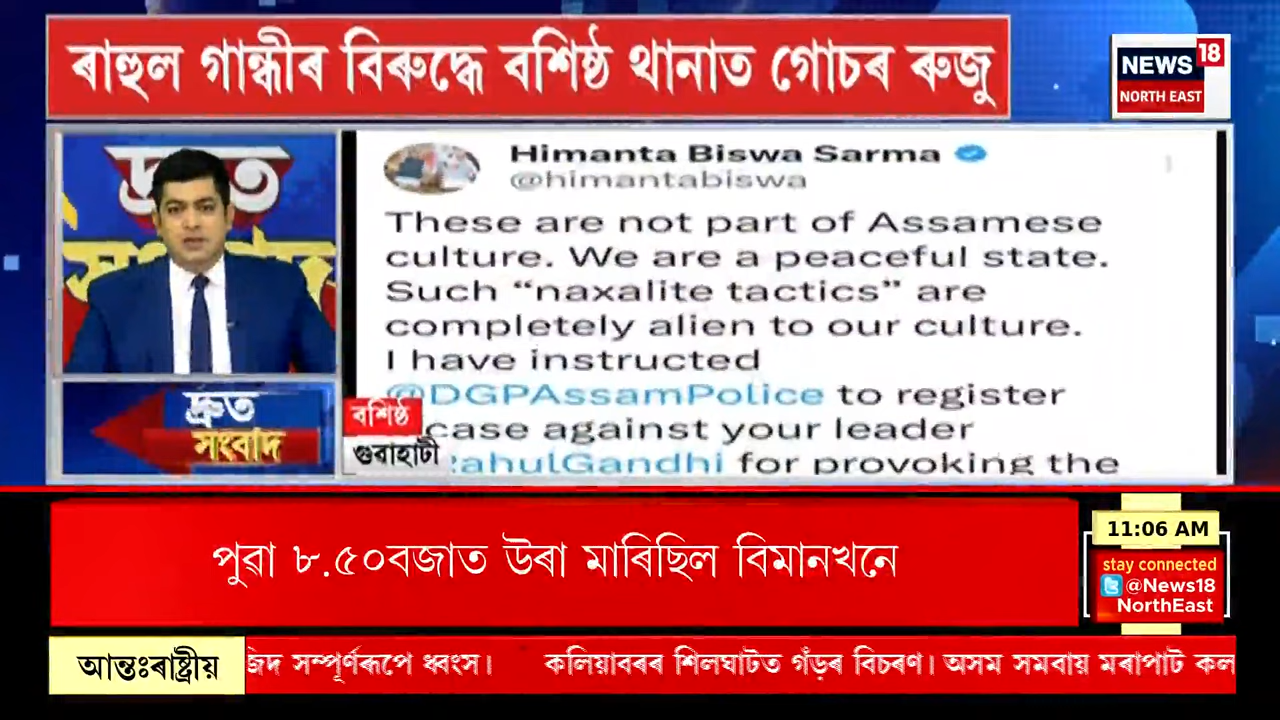 ৰাহুল গান্ধীৰ বিৰুদ্ধে বশিষ্ঠ থানাত গোচৰ ৰুজু
NEWS 18
NORTH EAST
দ্ৰুত
Himanta Biswa Sarma
@himantabiswa
These are not part of Assamese
culture. We are a peaceful state.
Such “naxalite tactics” are
completely alien to our culture.
I have instructed
@DGPAssamPolice to register
case against your leader
RahulGandhi for provoking the
দ্ৰুত
সংবাদ
বশিষ্ঠ
গুৱাহাটী
পুৱা ৮.৫০বজাত উৰা মাৰিছিল বিমানখনে
11:06 AM
stay connected
@News18
NorthEast
আন্তঃৰাষ্ট্ৰীয়
জিদ সম্পূৰ্ণৰূপে ধ্বংস। কলিয়াবৰৰ শিলঘাটত গঁড়ৰ বিচৰণ। অসম সমবায় মৰাপাট কল